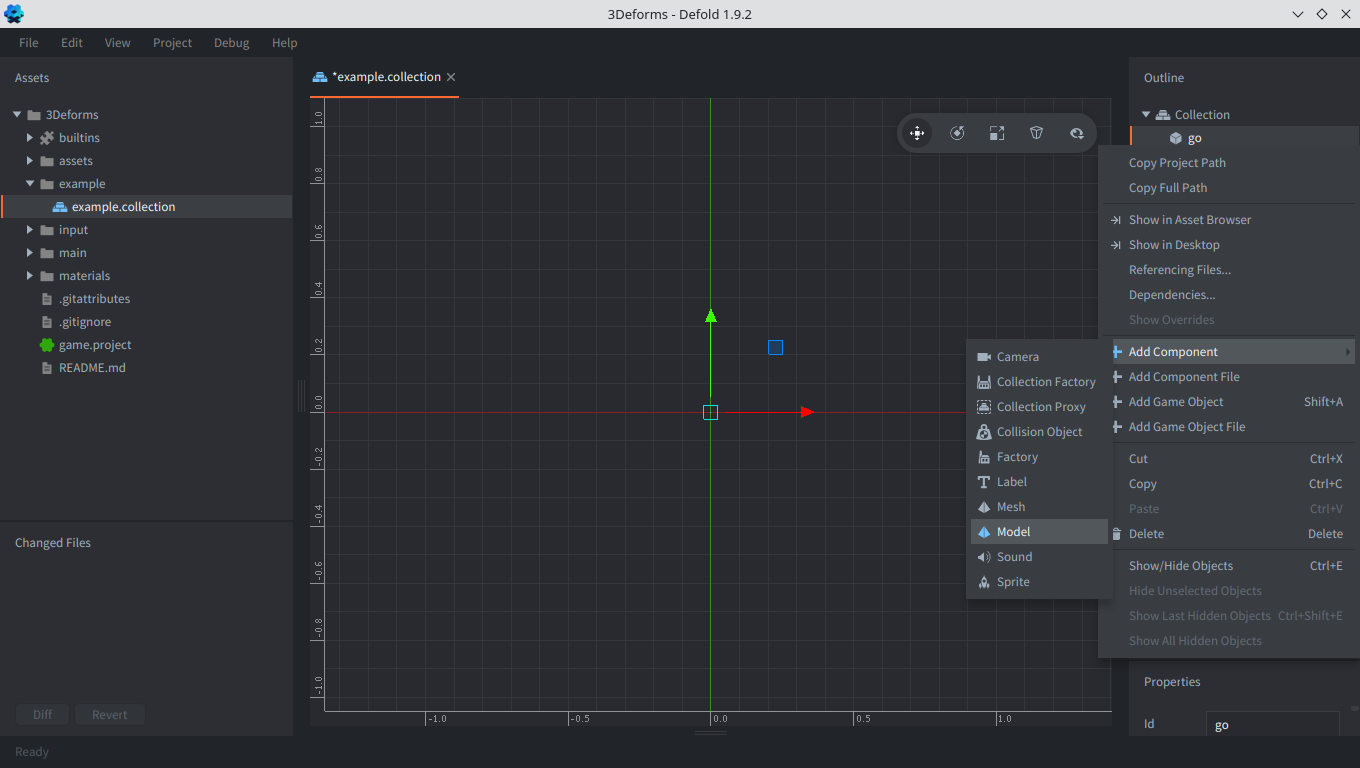 3Deforms - Defold 1.9.2
File Edit View Project Debug Help
Assets
3Deforms
builtins
assets
example
example.collection
input
main
materials
.gitattributes
.gitignore
game.project
README.md
Changed Files
Diff Revert
Ready
*example.collection
1.0
0.8
0.6
0.4
0.2
0.0
-0.2
-0.4
-0.6
-0.8
-1.0
-1.0 -0.5 0.0 0.5 1.0
Camera
Collection Factory
Collection Proxy
Collision Object
Factory
Label
Mesh
Model
Sound
Sprite
Outline
Collection
go
Copy Project Path
Copy Full Path
Show in Asset Browser
Show in Desktop
Referencing Files...
Dependencies...
Show Overrides
Add Component
Add Component File
Add Game Object Shift+A
Add Game Object File
Cut Ctrl+X
Copy Ctrl+C
Paste Ctrl+V
Delete Delete
Show/Hide Objects Ctrl+E
Hide Unselected Objects
Show Last Hidden Objects Ctrl+Shift+E
Show All Hidden Objects
Properties
Id go